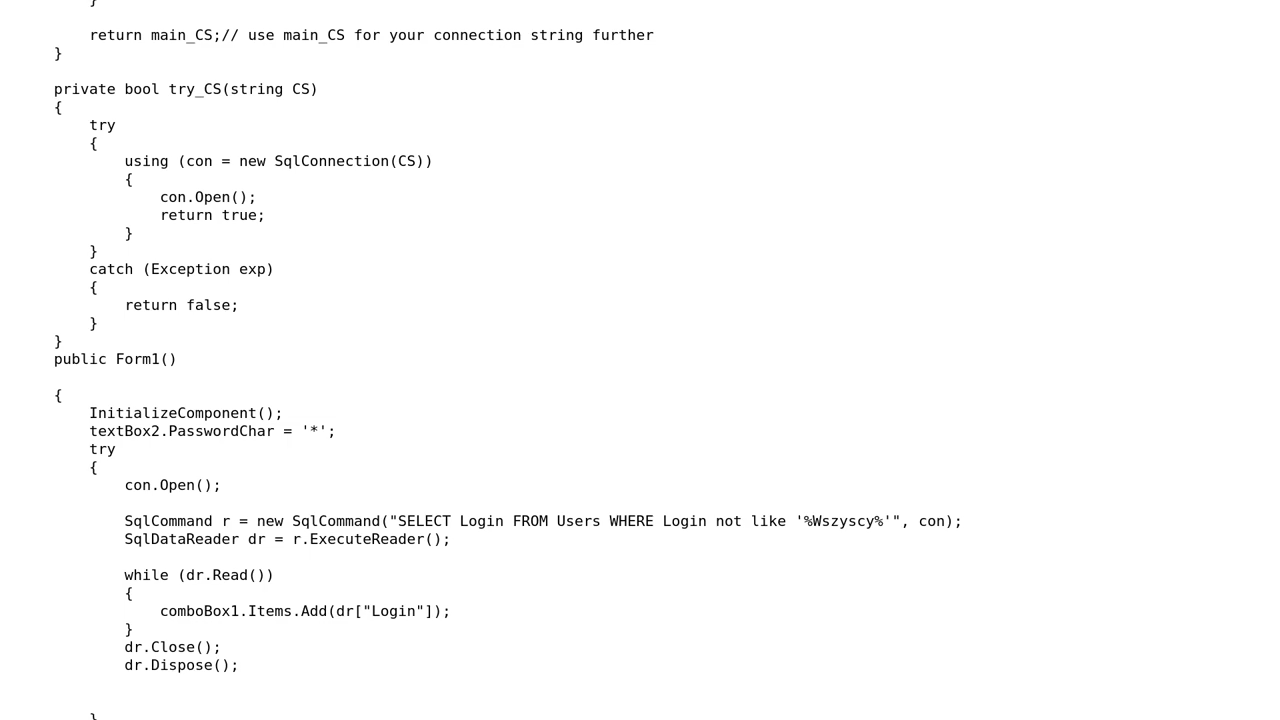 }
return main_CS;// use main_CS for your connection string further
}
private bool try_CS(string CS)
{
try
{
using (con = new SqlConnection(CS))
{
con.Open();
return true;
}
}
catch (Exception exp)
{
return false;
}
}
public Form1()
{
InitializeComponent();
textBox2.PasswordChar = '*';
try
{
con.Open();
SqlCommand r = new SqlCommand("SELECT Login FROM Users WHERE Login not like '%Wszyscy%'", con);
SqlDataReader dr = r.ExecuteReader();
while (dr.Read())
{
comboBox1.Items.Add(dr["Login"]);
}
dr.Close();
dr.Dispose();
}